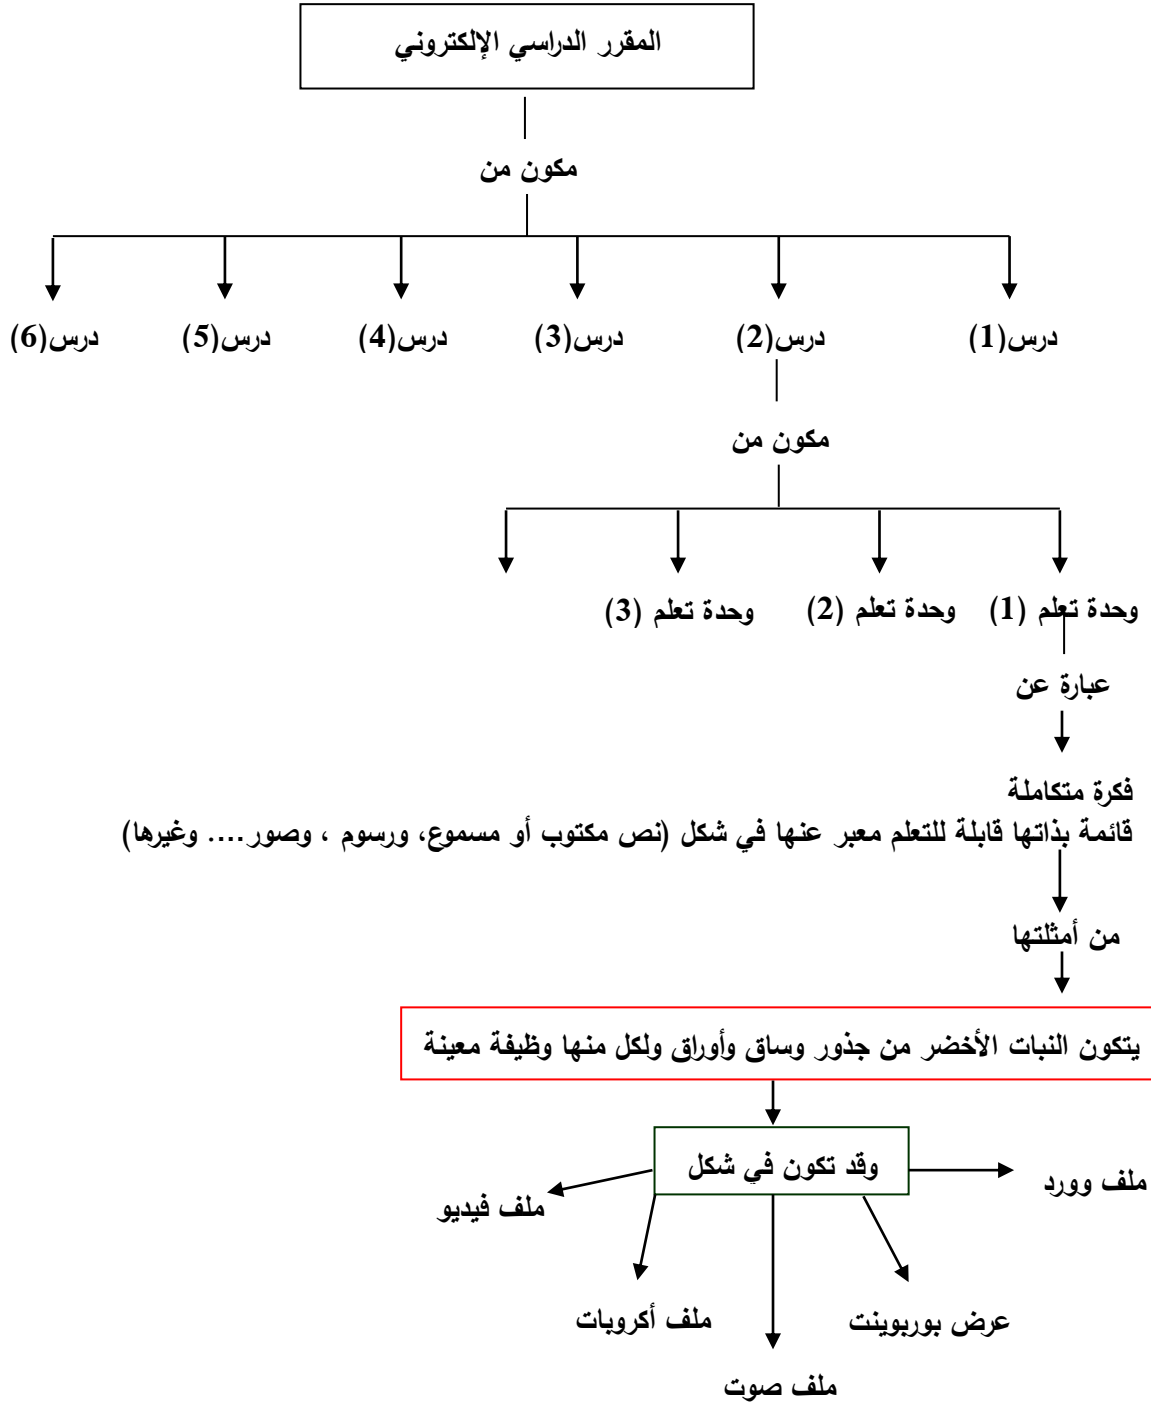 المقرر الدراسي الإلكتروني
مكون من
درس(1) درس(2) درس(3) درس(4) درس(5) درس(6)
مكون من
وحدة تعلم (1) وحدة تعلم (2) وحدة تعلم (3)
عبارة عن
فكرة متكاملة
قائمة بذاتها قابلة للتعلم معبر عنها في شكل (نص مكتوب أو مسموع، ورسوم ، وصور.... وغيرها)
من أمثلتها
يتكون النبات الأخضر من جذور وساق وأوراق ولكل منها وظيفة معينة
وقد تكون في شكل
ملف وورد
ملف فيديو
عرض بوربوينت
ملف أكروبات
ملف صوت